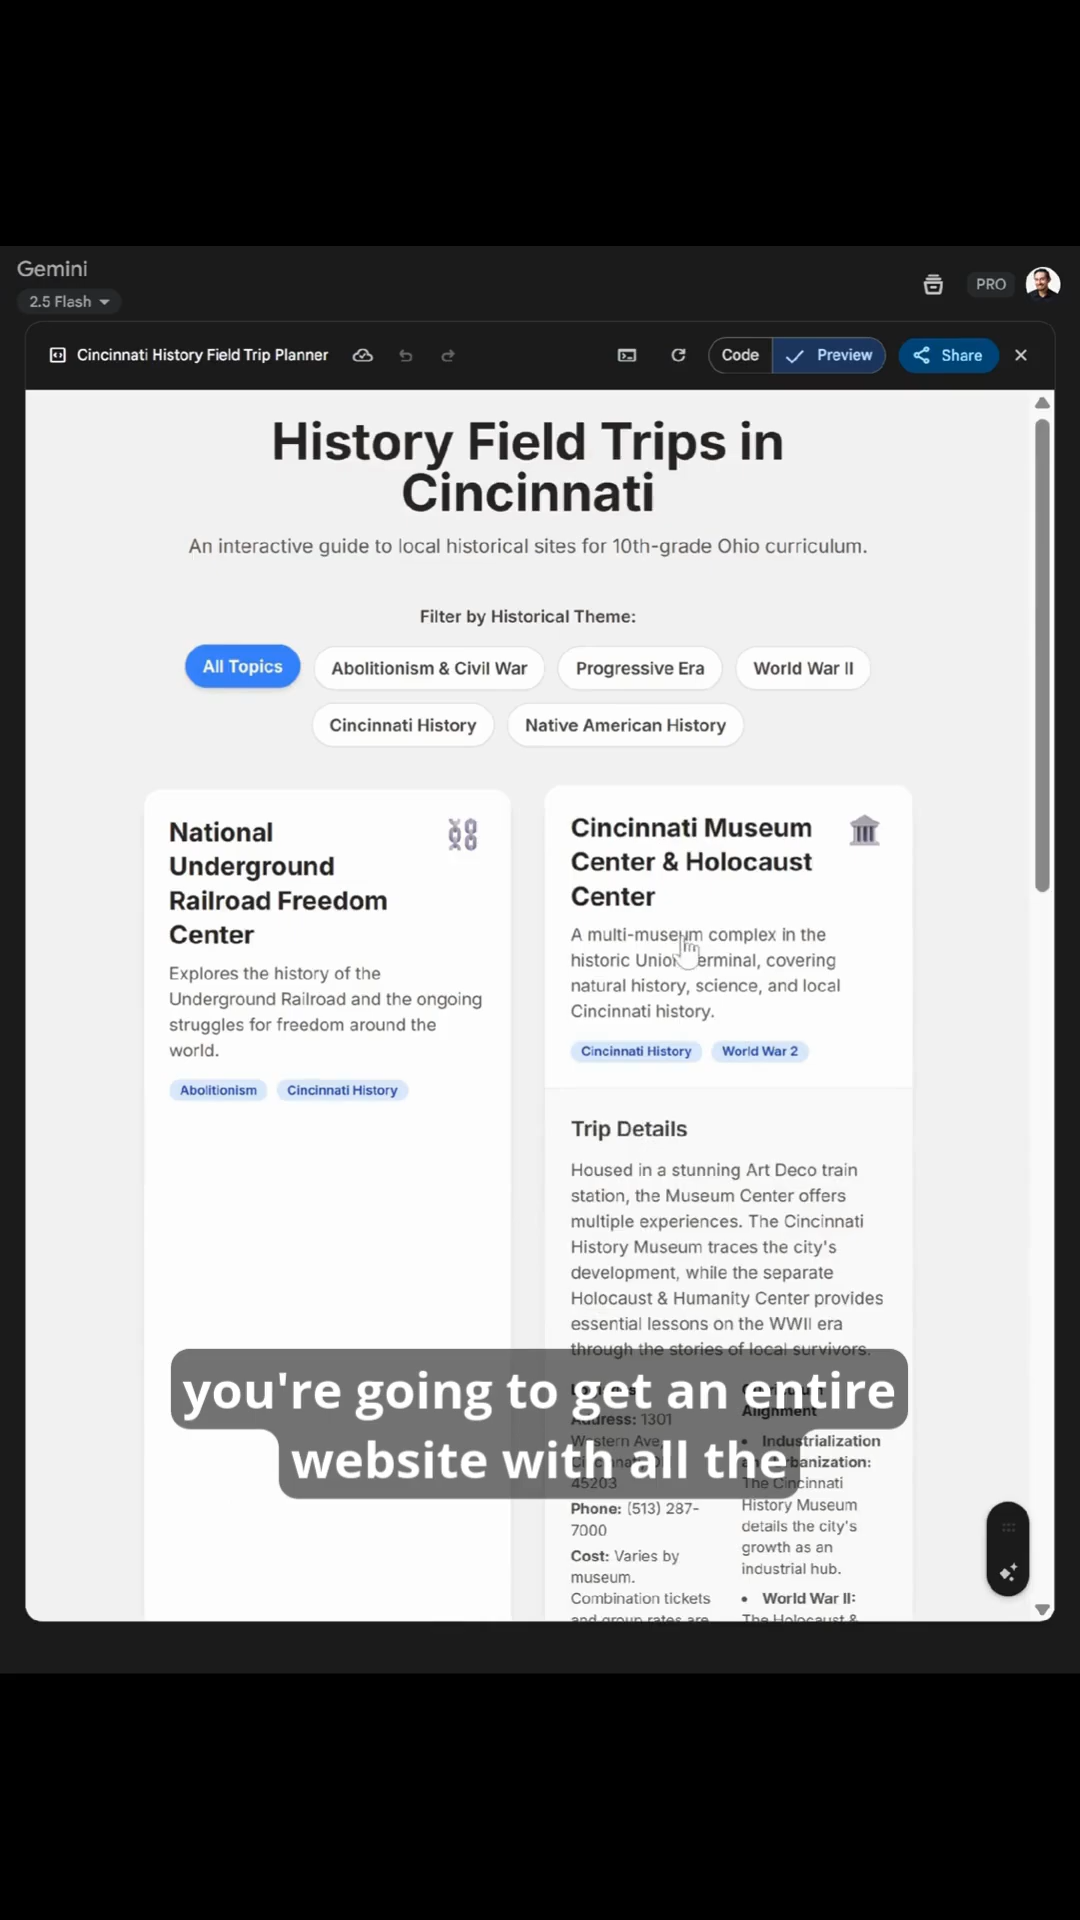 Gemini
2.5 Flash
PRO
Cincinnati History Field Trip Planner
Code
Preview
Share
History Field Trips in
Cincinnati
An interactive guide to local historical sites for 10th-grade Ohio curriculum.
Filter by Historical Theme:
All Topics
Abolitionism & Civil War
Progressive Era
World War II
Cincinnati History
Native American History
National
Underground
Railroad Freedom
Center
Explores the history of the
Underground Railroad and the ongoing
struggles for freedom around the
world.
Abolitionism
Cincinnati History
Cincinnati Museum
Center & Holocaust
Center
A multi-museum complex in the
historic Union Terminal, covering
natural history, science, and local
Cincinnati history.
Cincinnati History
World War 2
Trip Details
Housed in a stunning Art Deco train
station, the Museum Center offers
multiple experiences. The Cincinnati
History Museum traces the city's
development, while the separate
Holocaust & Humanity Center provides
essential lessons on the WWII era
through the stories of local survivors.
Address: 1301
Western Ave,
45203
Phone: (513) 287-
7000
Cost: Varies by
museum.
Combination tickets
and group rates are
Alignment
• Industrialization
Urbanization:
The Cincinnati
History Museum
details the city's
growth as an
industrial hub.
• World War II:
The Holocaust &
you're going to get an entire
website with all the